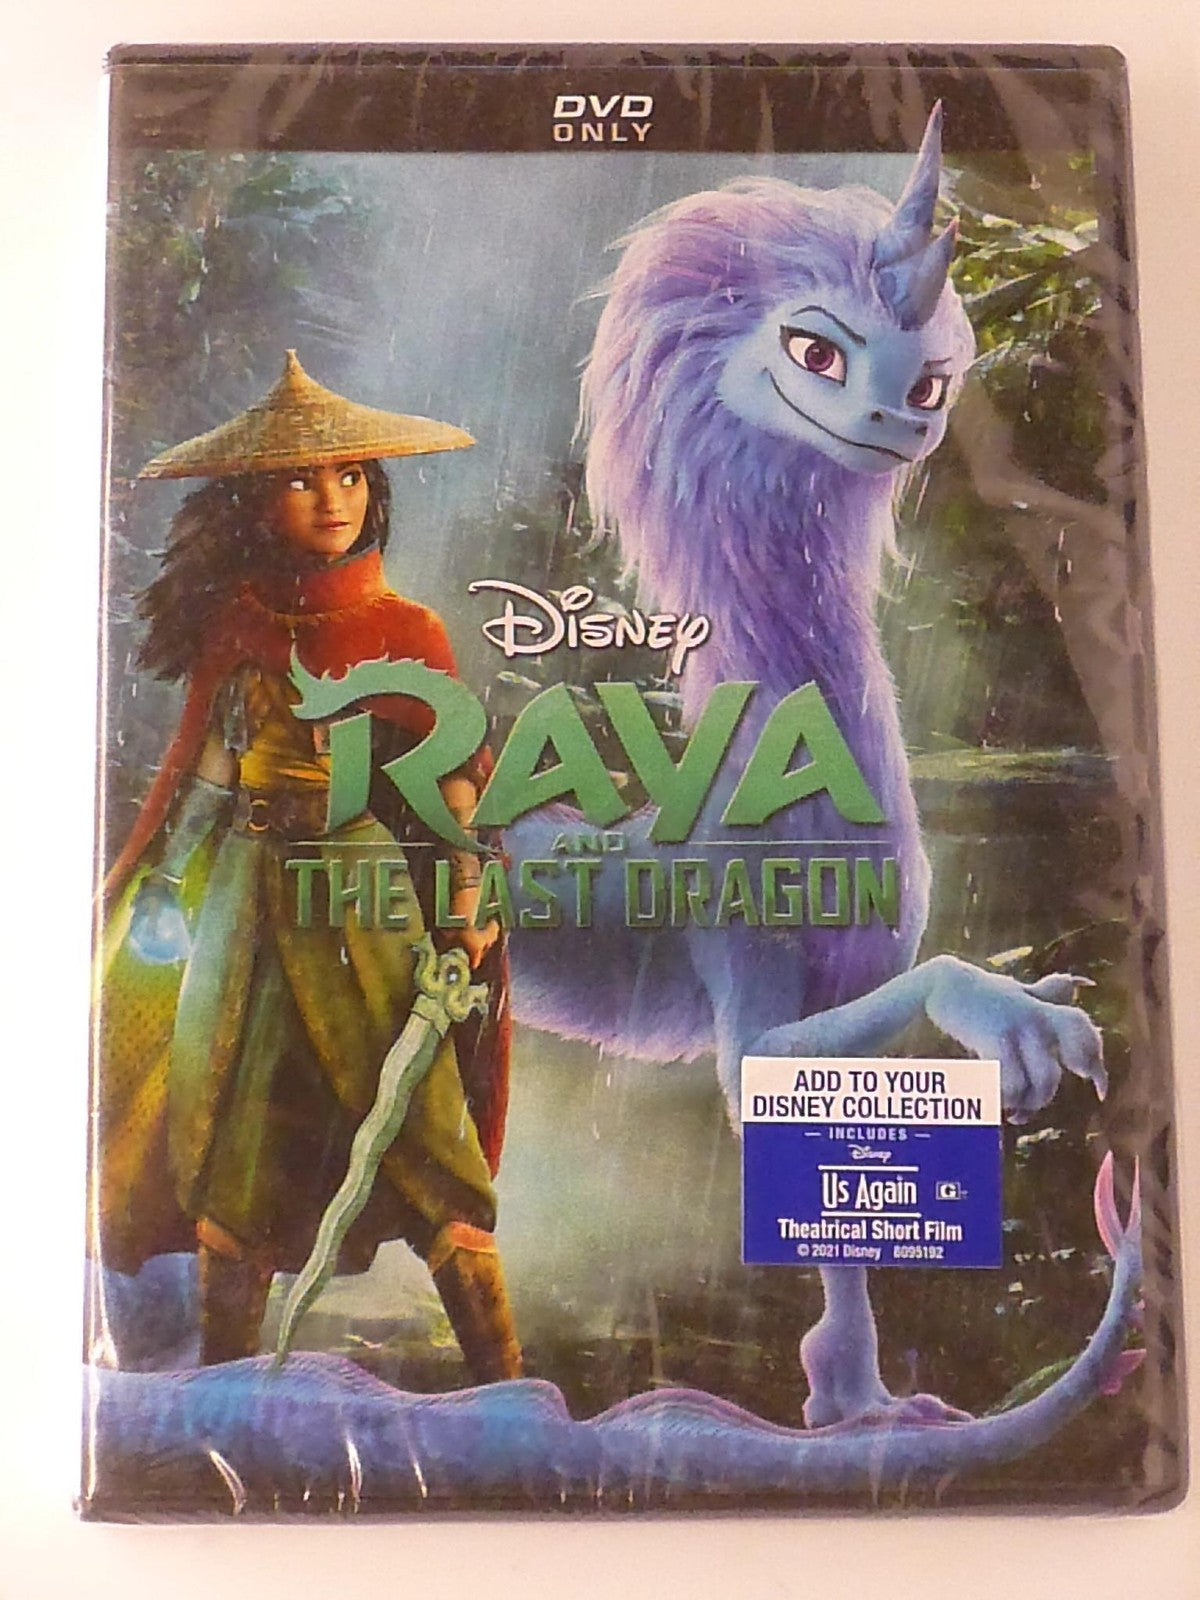 DVD
ONLY
Disney
RAYA
AND
THE LAST DRAGON
ADD TO YOUR
DISNEY COLLECTION
— INCLUDES —
Disney
Us Again G
Theatrical Short Film
© 2021 Disney 8095192